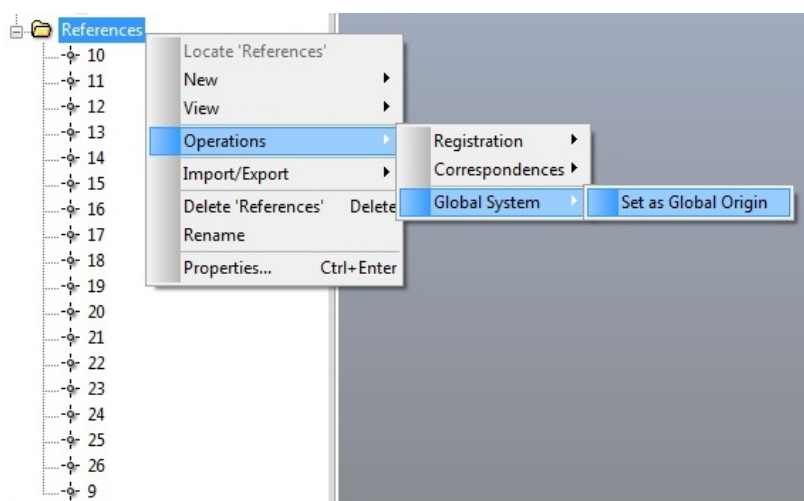 References
10
11
12
13
14
15
16
17
18
19
20
21
22
23
24
25
26
9
Locate 'References'
New
View
Operations
Import/Export
Delete 'References' Delete
Rename
Properties... Ctrl+Enter
Registration
Correspondences
Global System
Set as Global Origin